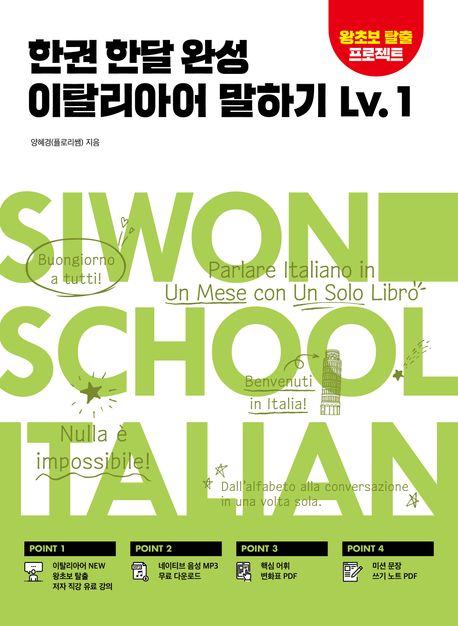 왕초보 탈출
프로젝트
한권 한달 완성
이탈리아어 말하기 Lv. 1
양혜경(플로리쌤) 지음
SIWON
Buongiorno
a tutti!
Parlare Italiano in
Un Mese con Un Solo Libro
SCHOOL
Benvenuti
in Italia!
Nulla è
impossibile!
ITALIAN
Dall'alfabeto alla conversazione
in una volta sola.
POINT 1
이탈리아어 NEW
왕초보 탈출
저자 직강 유료 강의
POINT 2
네이티브 음성 MP3
무료 다운로드
POINT 3
핵심 어휘
변화표 PDF
POINT 4
미션 문장
쓰기 노트 PDF